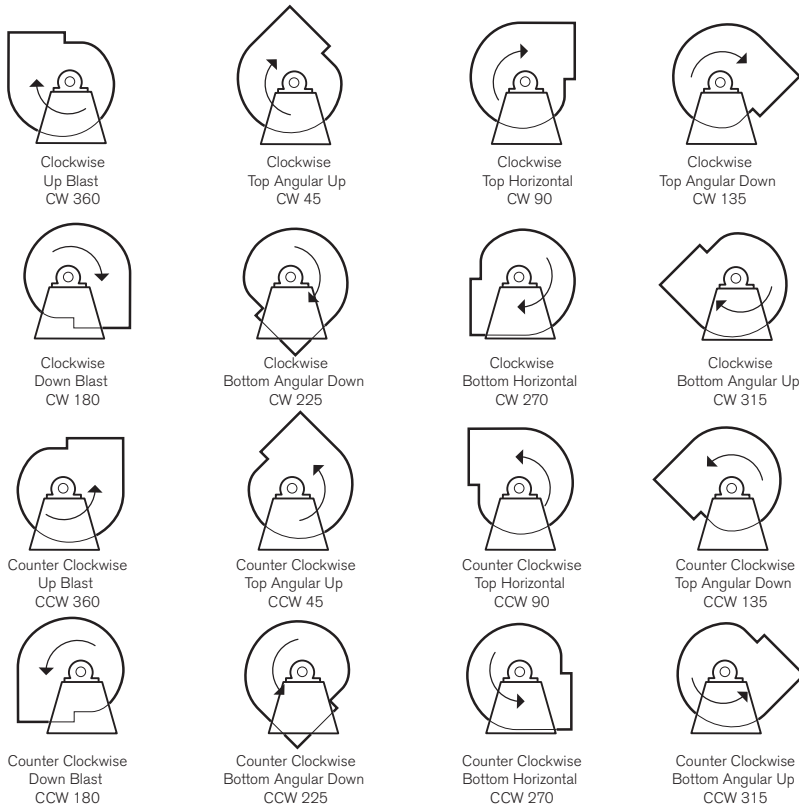 Clockwise
Up Blast
CW 360
Clockwise
Top Angular Up
CW 45
Clockwise
Top Horizontal
CW 90
Clockwise
Top Angular Down
CW 135
Clockwise
Down Blast
CW 180
Clockwise
Bottom Angular Down
CW 225
Clockwise
Bottom Horizontal
CW 270
Clockwise
Bottom Angular Up
CW 315
Counter Clockwise
Up Blast
CCW 360
Counter Clockwise
Top Angular Up
CCW 45
Counter Clockwise
Top Horizontal
CCW 90
Counter Clockwise
Top Angular Down
CCW 135
Counter Clockwise
Down Blast
CCW 180
Counter Clockwise
Bottom Angular Down
CCW 225
Counter Clockwise
Bottom Horizontal
CCW 270
Counter Clockwise
Bottom Angular Up
CCW 315